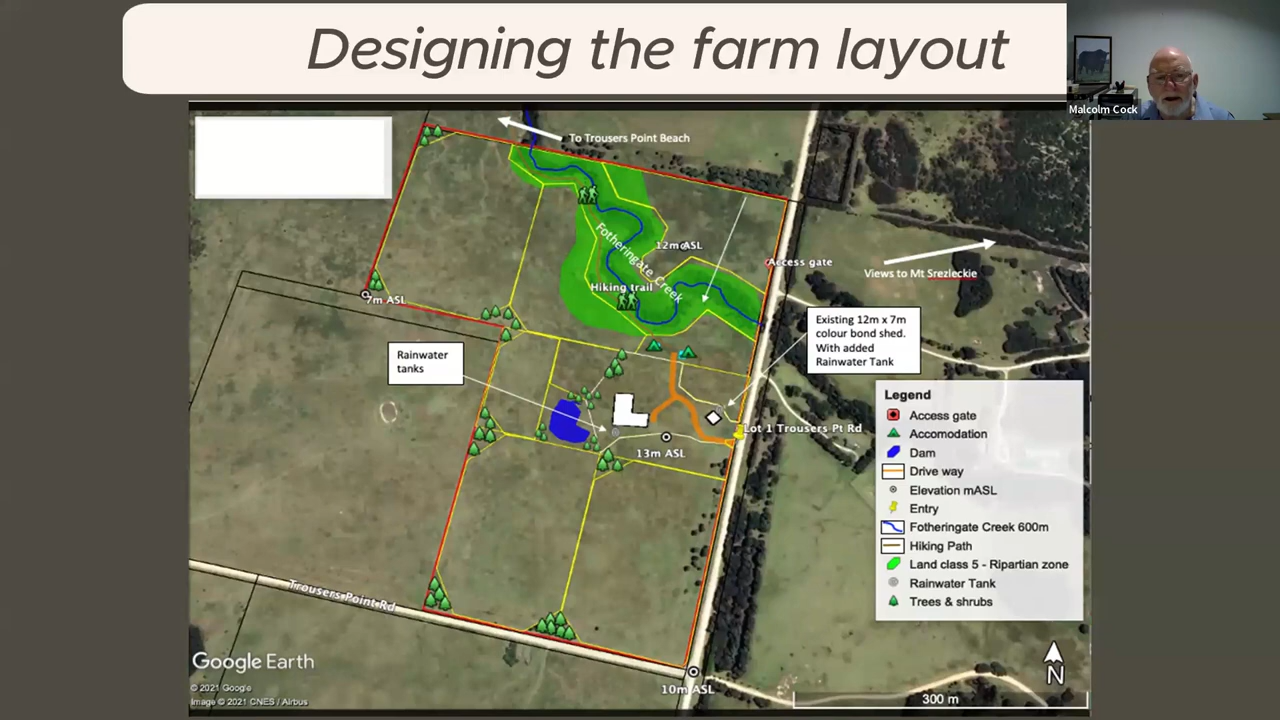 Designing the farm layout
Malcolm Cock
To Trousers Point Beach
12m ASL
Access gate
Views to Mt Srezleckie
Fotheringate Creek
Hiking trail
7m ASL
Existing 12m x 7m
colour bond shed.
With added
Rainwater Tank
Rainwater
tanks
Lot 1 Trousers Pt Rd
13m ASL
Legend
Access gate
Accomodation
Dam
Drive way
Elevation mASL
Entry
Fotheringate Creek 600m
Hiking Path
Land class 5 - Ripartian zone
Rainwater Tank
Trees & shrubs
Trousers Point Rd
Google Earth
© 2021 Google
Image © 2021 CNES / Airbus
10m ASL
N
300 m